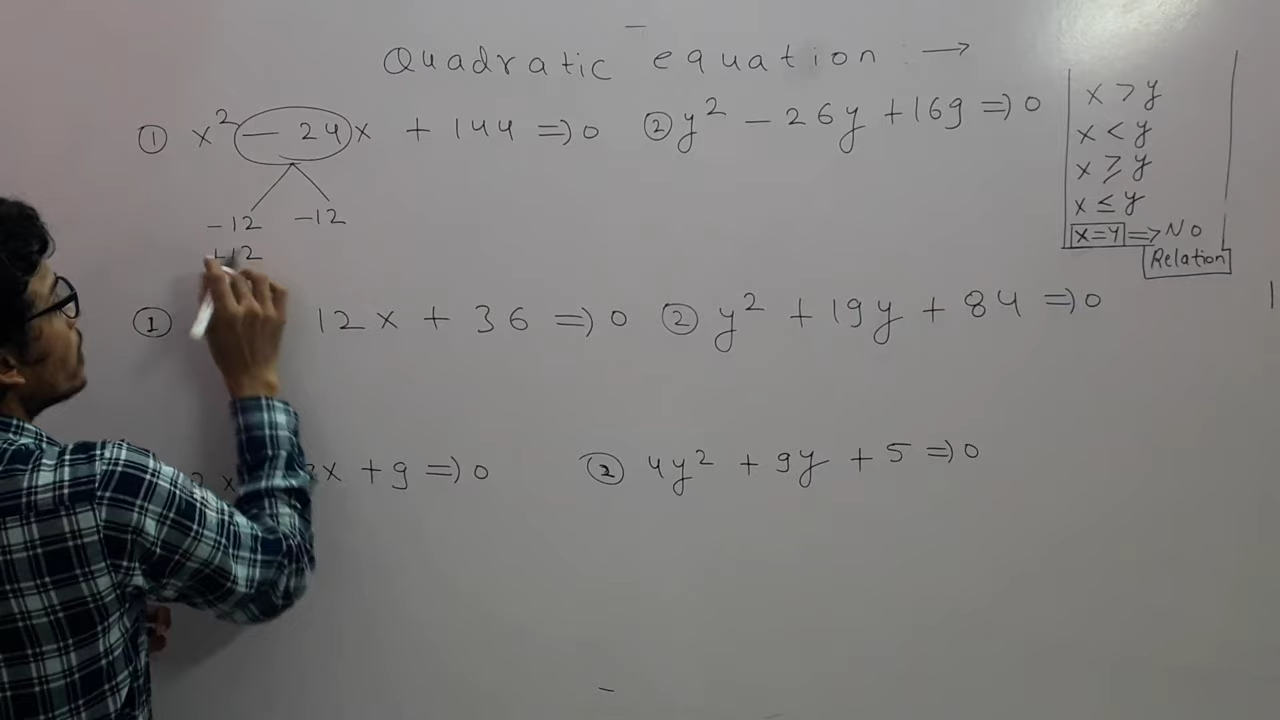 Quadratic equation : →
① x² − 24x + 144 ⇒ 0 ② y² − 26y + 169 ⇒ 0
−12 −12
+12
① 12x + 36 ⇒ 0 ② y² + 19y + 84 ⇒ 0
x + 9 ⇒ 0 ② 4y² + 9y + 5 ⇒ 0
x > y
x < y
x ≥ y
x ≤ y
x = y ⇒ No
Relation